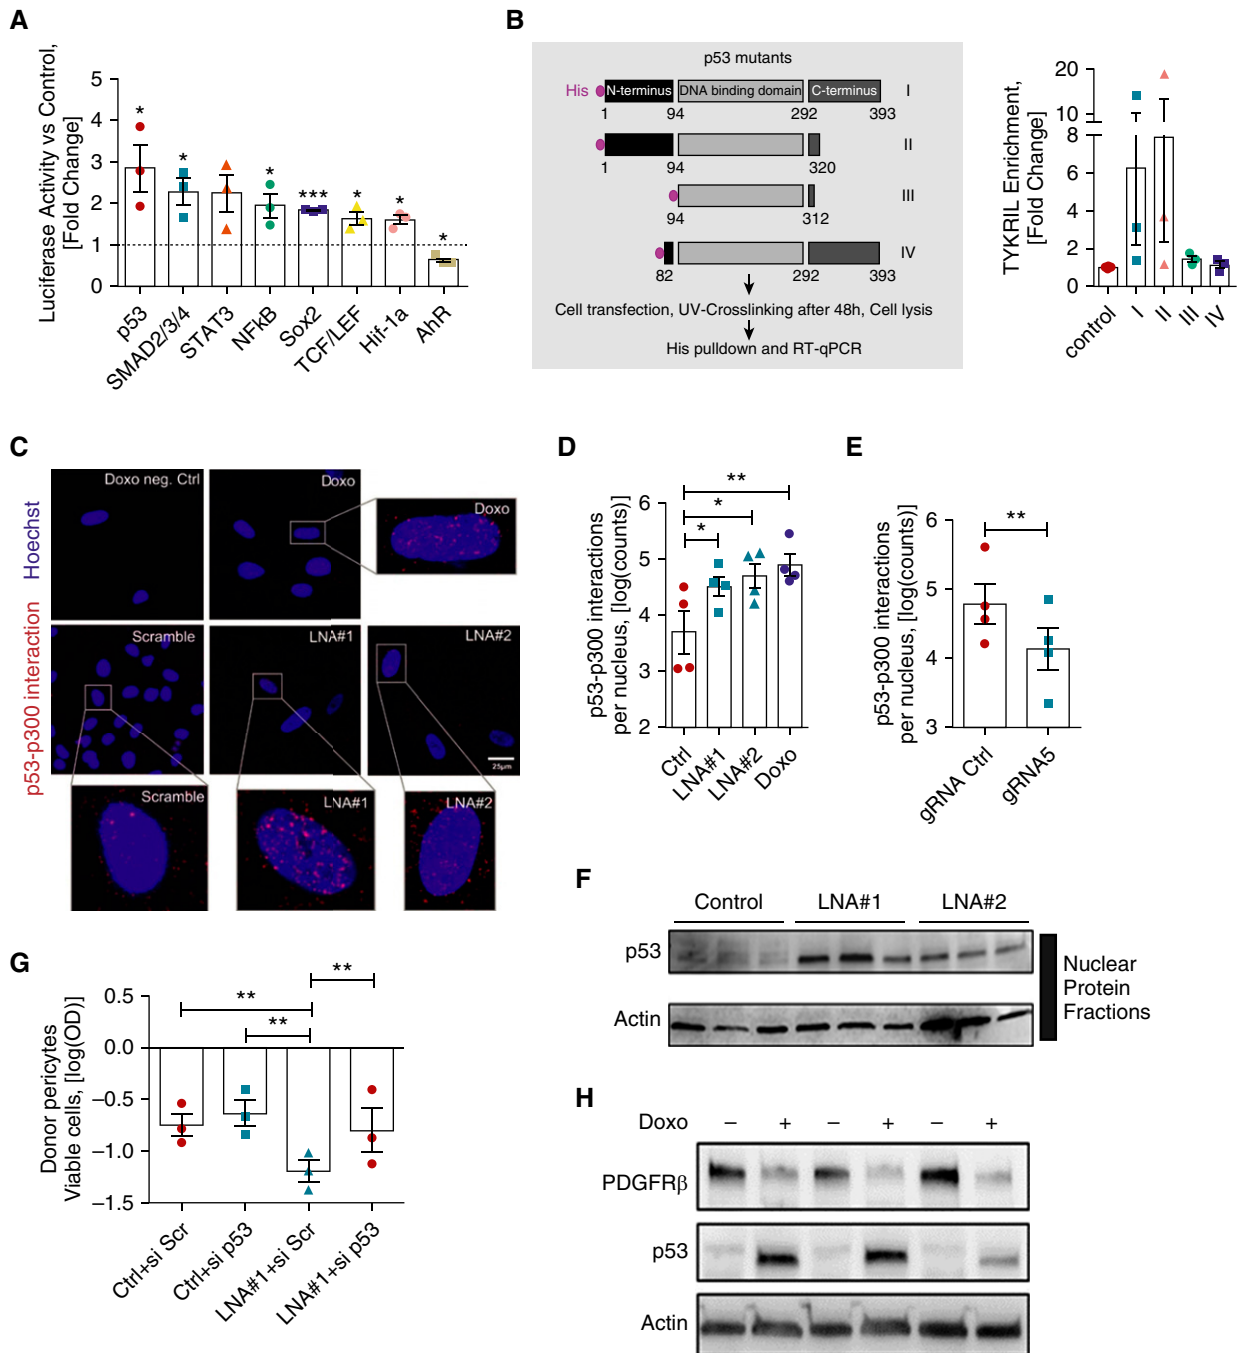 A
Luciferase Activity vs Control,
[Fold Change]
5
4
3
2
1
0
*
*
*
***
*
*
*
p53
SMAD2/3/4
STAT3
NFkB
Sox2
TCF/LEF
Hif-1a
AhR
B
p53 mutants
His
N-terminus
DNA binding domain
C-terminus
I
1
94
292
393
II
1
94
320
III
94
312
IV
82
292
393
Cell transfection, UV-Crosslinking after 48h, Cell lysis
His pulldown and RT-qPCR
TYKRIL Enrichment,
[Fold Change]
20
10
8
6
4
2
0
control
I
II
III
IV
C
p53-p300 interaction Hoechst
Doxo neg. Ctrl
Doxo
Doxo
Scramble
LNA#1
LNA#2
25µm
Scramble
LNA#1
LNA#2
D
p53-p300 interactions
per nucleus, [log(counts)]
6
5
4
3
2
**
*
*
Ctrl
LNA#1
LNA#2
Doxo
E
p53-p300 interactions
per nucleus, [log(counts)]
6
5
4
3
**
gRNA Ctrl
gRNA5
F
Control
LNA#1
LNA#2
p53
Actin
Nuclear
Protein
Fractions
G
Donor pericytes
Viable cells, [log(OD)]
0.5
0.0
–0.5
–1.0
–1.5
**
**
**
Ctrl+si Scr
Ctrl+si p53
LNA#1+si Scr
LNA#1+si p53
H
Doxo
– + – + – +
PDGFRβ
p53
Actin